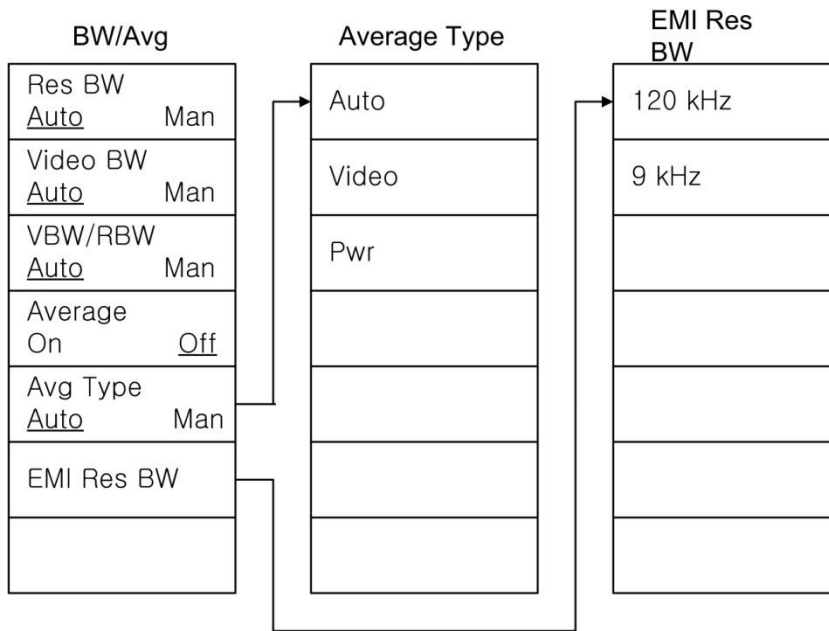 BW/Avg
Res BW
Auto Man
Video BW
Auto Man
VBW/RBW
Auto Man
Average
On Off
Avg Type
Auto Man
EMI Res BW
Average Type
Auto
Video
Pwr
EMI Res
BW
120 kHz
9 kHz